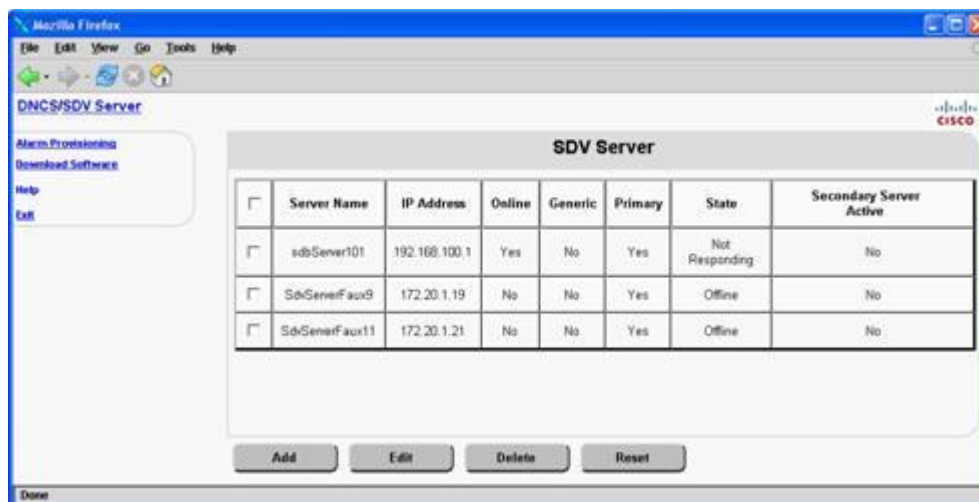 Mozilla Firefox
File Edit View Go Tools Help
DNCS/SDV Server
CISCO
Alarm Provisioning
Download Software
Help
Exit
SDV Server
Server Name IP Address Online Generic Primary State Secondary Server Active
sdbServer101 192.168.100.1 Yes No Yes Not Responding No
SdvServerFaux9 172.20.1.19 No No Yes Offline No
SdvServerFaux11 172.20.1.21 No No Yes Offline No
Add Edit Delete Reset
Done